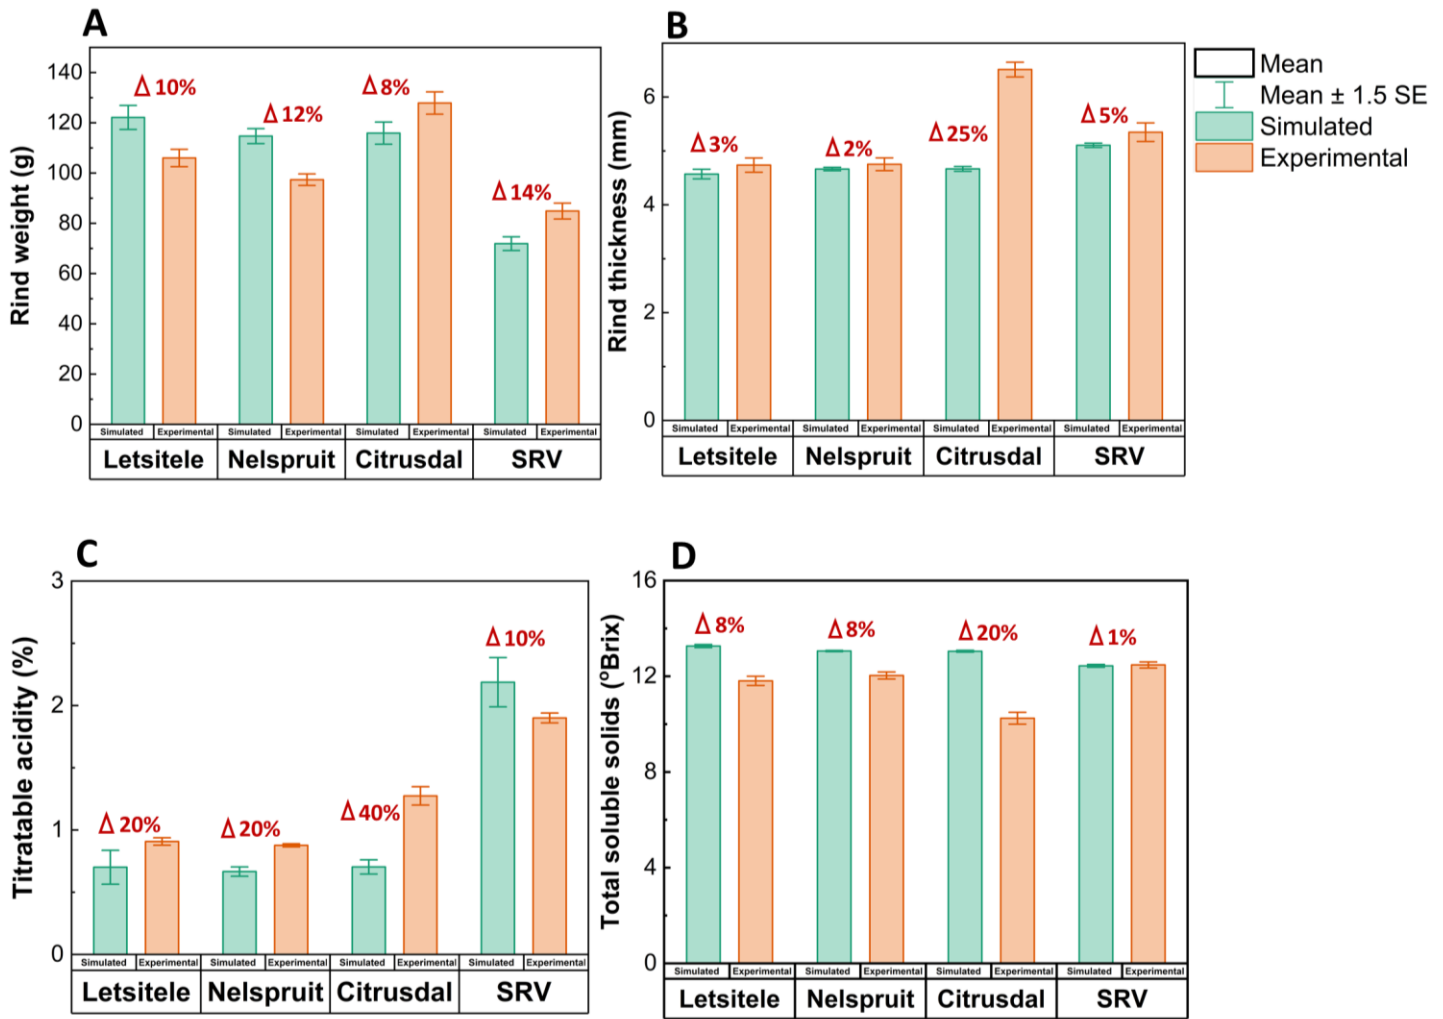 A
Rind weight (g)
140
120
100
80
60
40
20
0
Δ 10%
Δ 12%
Δ 8%
Δ 14%
Simulated Experimental Simulated Experimental Simulated Experimental Simulated Experimental
Letsitele Nelspruit Citrusdal SRV
B
Rind thickness (mm)
6
4
2
0
Δ 3%
Δ 2%
Δ 25%
Δ 5%
Simulated Experimental Simulated Experimental Simulated Experimental Simulated Experimental
Letsitele Nelspruit Citrusdal SRV
Mean
Mean ± 1.5 SE
Simulated
Experimental
C
Titratable acidity (%)
3
2
1
0
Δ 20%
Δ 20%
Δ 40%
Δ 10%
Simulated Experimental Simulated Experimental Simulated Experimental Simulated Experimental
Letsitele Nelspruit Citrusdal SRV
D
Total soluble solids (ºBrix)
16
12
8
4
0
Δ 8%
Δ 8%
Δ 20%
Δ 1%
Simulated Experimental Simulated Experimental Simulated Experimental Simulated Experimental
Letsitele Nelspruit Citrusdal SRV